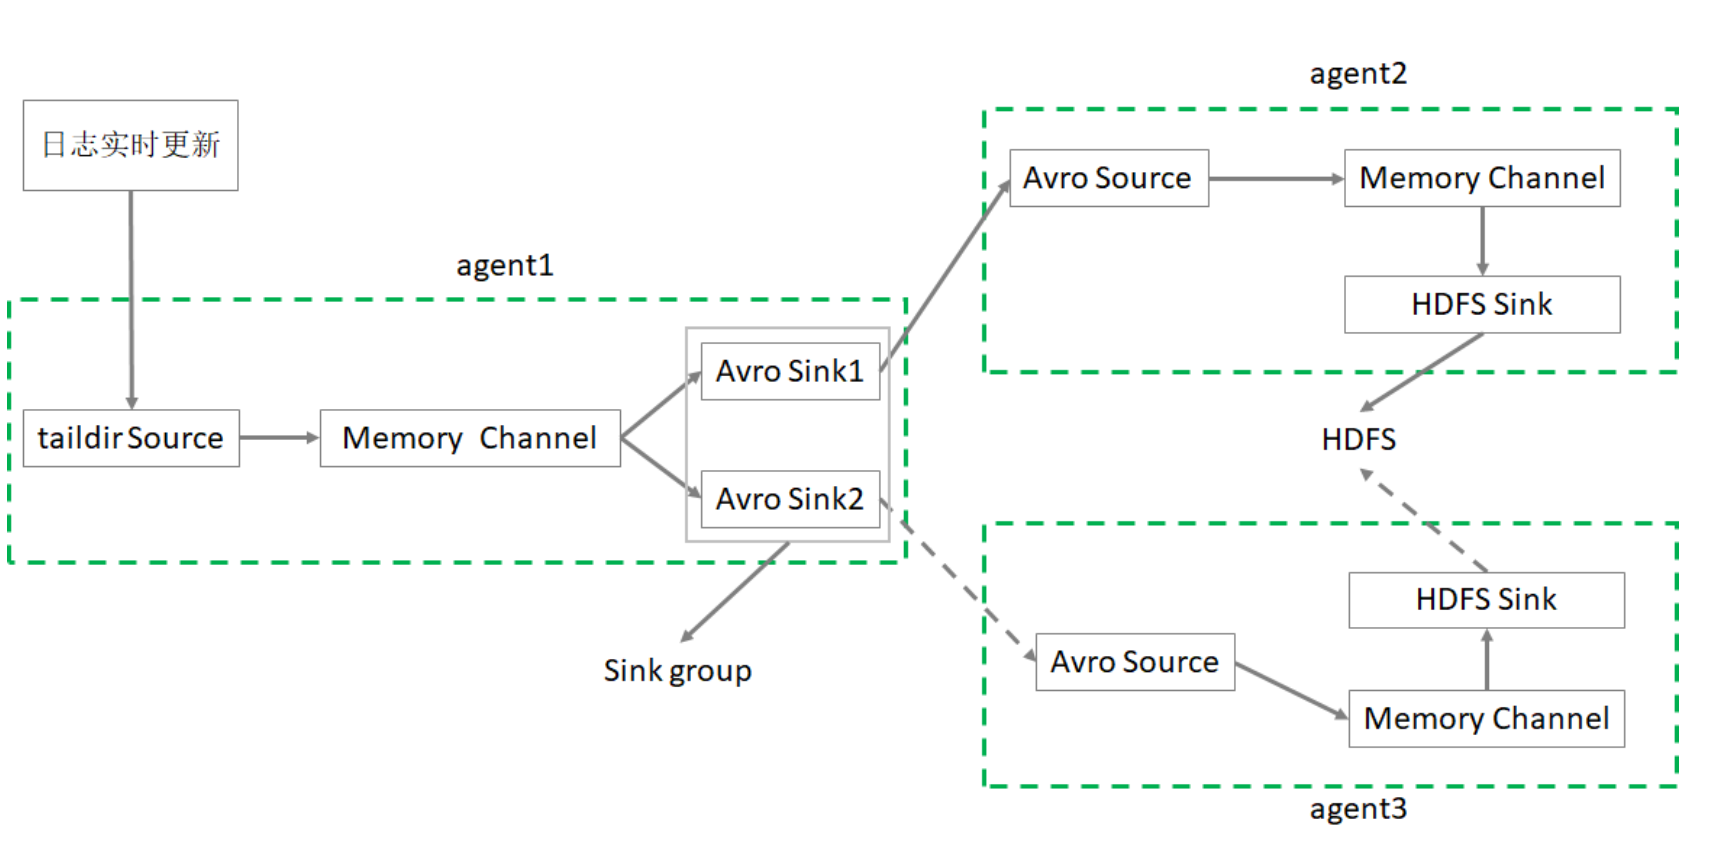 日志实时更新
agent1
taildir Source
Memory Channel
Avro Sink1
Avro Sink2
Sink group
agent2
Avro Source
Memory Channel
HDFS Sink
HDFS
HDFS Sink
Avro Source
Memory Channel
agent3